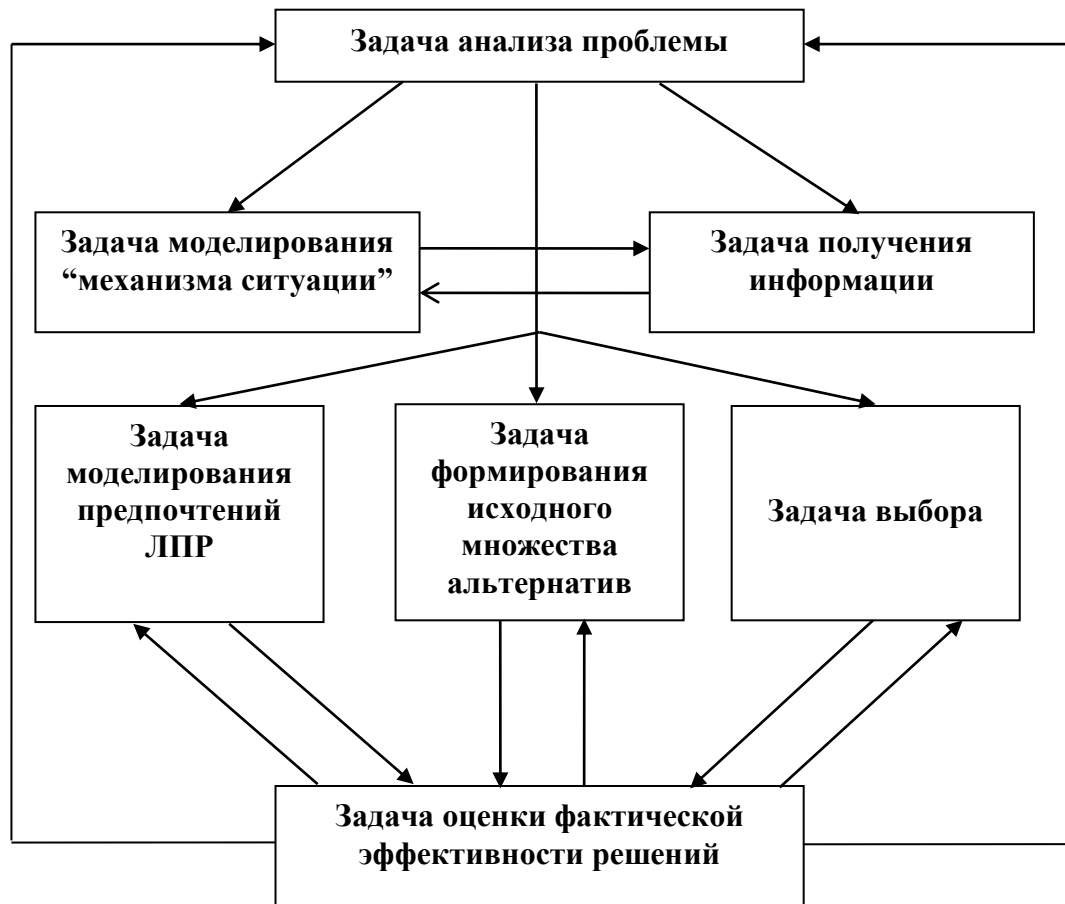 Задача анализа проблемы
Задача моделирования
“механизма ситуации”
Задача получения
информации
Задача
моделирования
предпочтений
ЛПР
Задача
формирования
исходного
множества
альтернатив
Задача выбора
Задача оценки фактической
эффективности решений